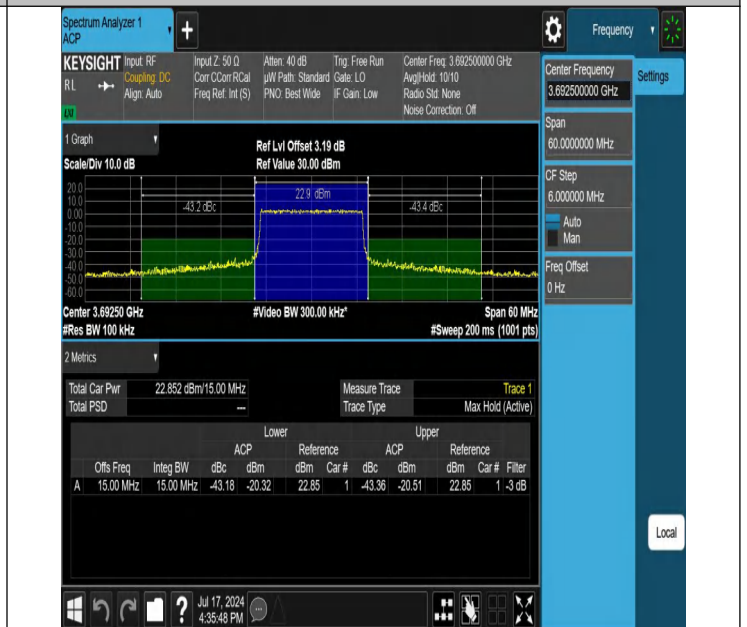 Spectrum Analyzer 1
ACP
+
Frequency
KEYSIGHT
RL
LXI
Input: RF
Coupling: DC
Align: Auto
Input Z: 50 Ω
Corr CCorr RCal
Freq Ref: Int (S)
Atten: 40 dB
µW Path: Standard
PNO: Best Wide
Trig: Free Run
Gate: LO
IF Gain: Low
Center Freq: 3.692500000 GHz
Avg|Hold: 10/10
Radio Std: None
Noise Correction: Off
Center Frequency
3.692500000 GHz
Settings
Span
60.0000000 MHz
CF Step
6.000000 MHz
Auto
Man
Freq Offset
0 Hz
1 Graph
Scale/Div 10.0 dB
Ref Lvl Offset 3.19 dB
Ref Value 30.00 dBm
20.0
10.0
0.00
-10.0
-20.0
-30.0
-40.0
-50.0
-60.0
-43.2 dBc
22.9 dBm
-43.4 dBc
Center 3.69250 GHz
#Video BW 300.00 kHz*
Span 60 MHz
#Res BW 100 kHz
#Sweep 200 ms (1001 pts)
2 Metrics
Total Car Pwr 22.852 dBm/15.00 MHz
Total PSD ---
Measure Trace Trace 1
Trace Type Max Hold (Active)
Lower Upper
ACP Reference ACP Reference
Offs Freq Integ BW dBc dBm dBm Car # dBc dBm dBm Car # Filter
A 15.00 MHz 15.00 MHz -43.18 -20.32 22.85 1 -43.36 -20.51 22.85 1 -3 dB
Local
?
Jul 17, 2024
4:35:48 PM